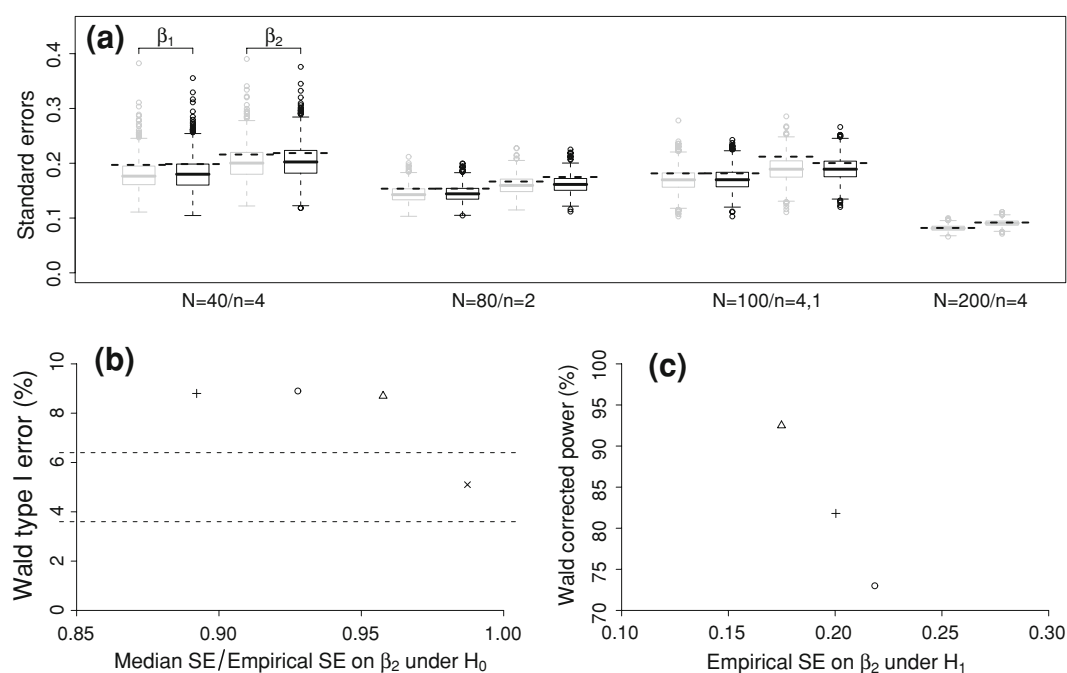 (a)
β1
β2
Standard errors
0.4
0.3
0.2
0.1
0.0
N=40/n=4
N=80/n=2
N=100/n=4,1
N=200/n=4
(b)
Wald type I error (%)
10
8
6
4
2
0
0.85
0.90
0.95
1.00
Median SE/Empirical SE on β2 under H0
(c)
Wald corrected power (%)
100
95
90
85
80
75
70
0.10
0.15
0.20
0.25
0.30
Empirical SE on β2 under H1